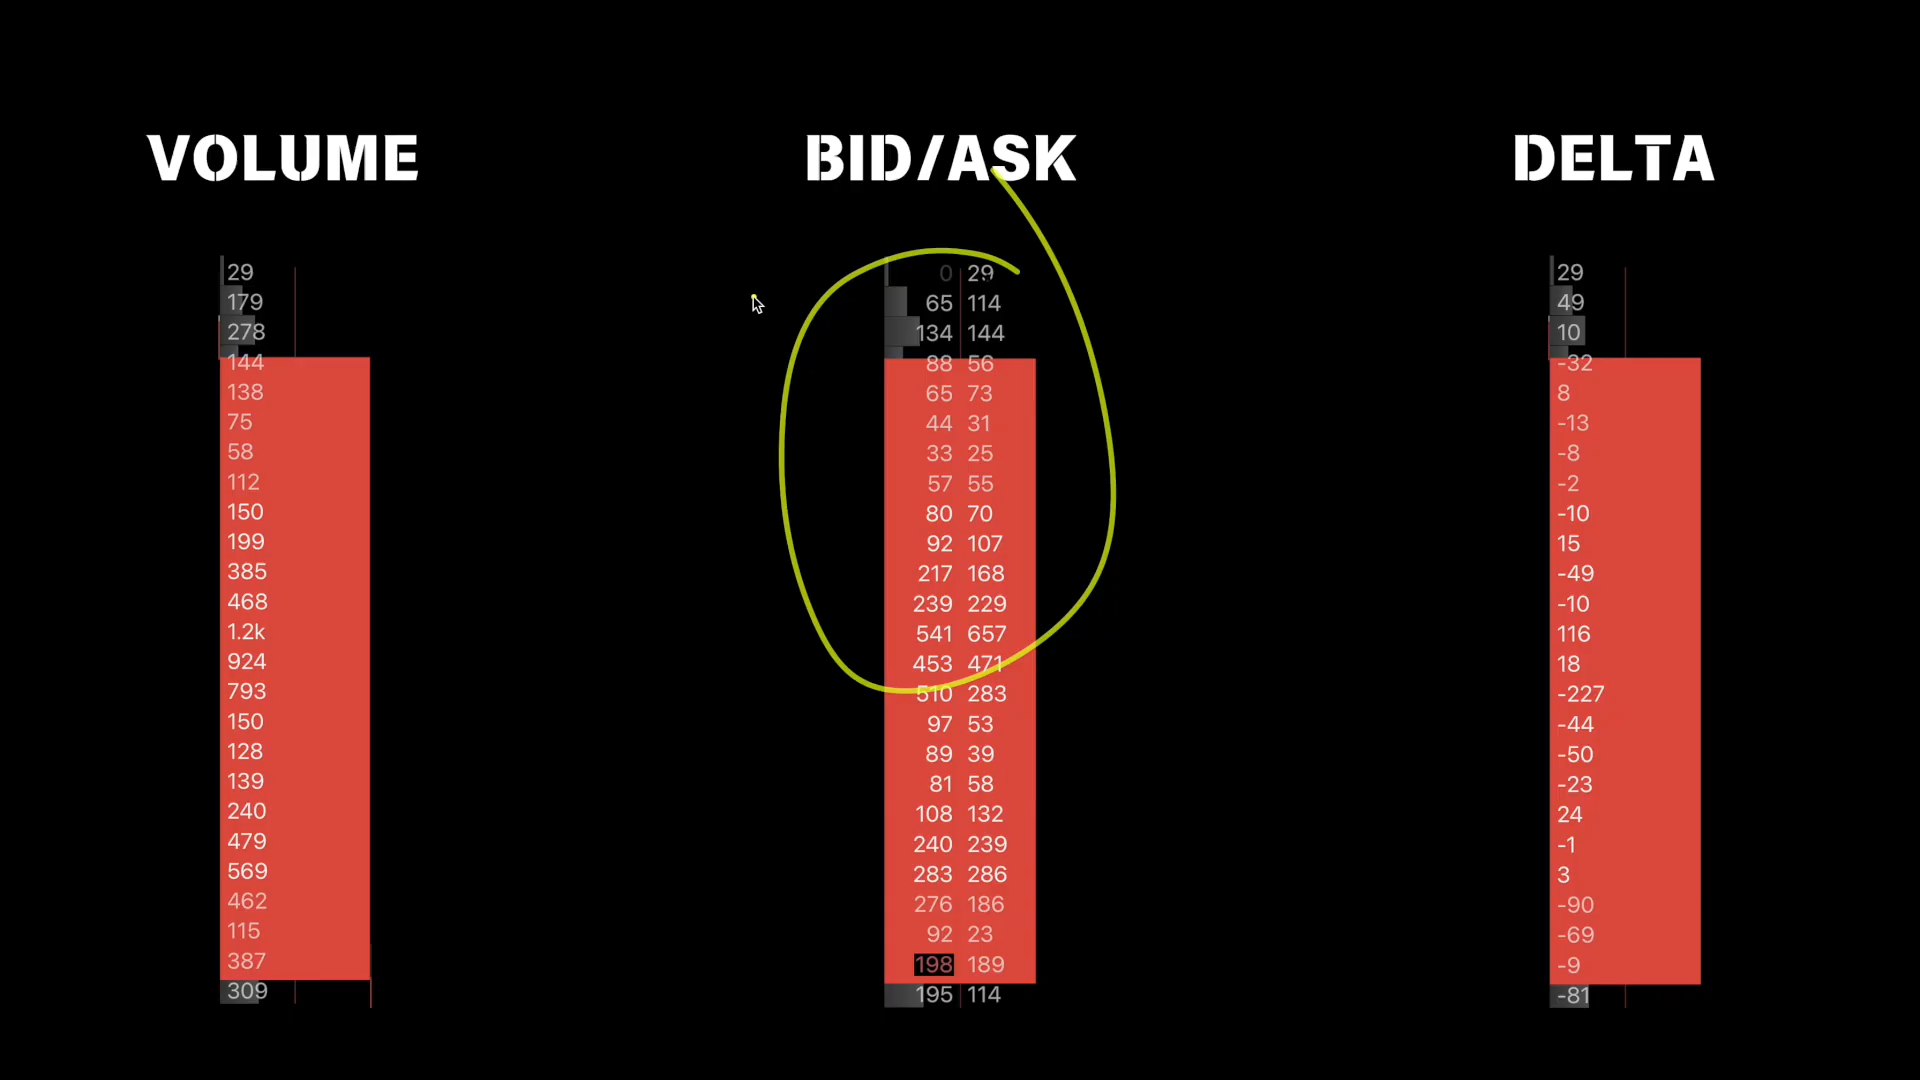 VOLUME BID/ASK DELTA
29 0 29 29
179 65 114 49
278 134 144 10
144 88 56 -32
138 65 73 8
75 44 31 -13
58 33 25 -8
112 57 55 -2
150 80 70 -10
199 92 107 15
385 217 168 -49
468 239 229 -10
1.2k 541 657 116
924 453 471 18
793 510 283 -227
150 97 53 -44
128 89 39 -50
139 81 58 -23
240 108 132 24
479 240 239 -1
569 283 286 3
462 276 186 -90
115 92 23 -69
387 198 189 -9
309 195 114 -81